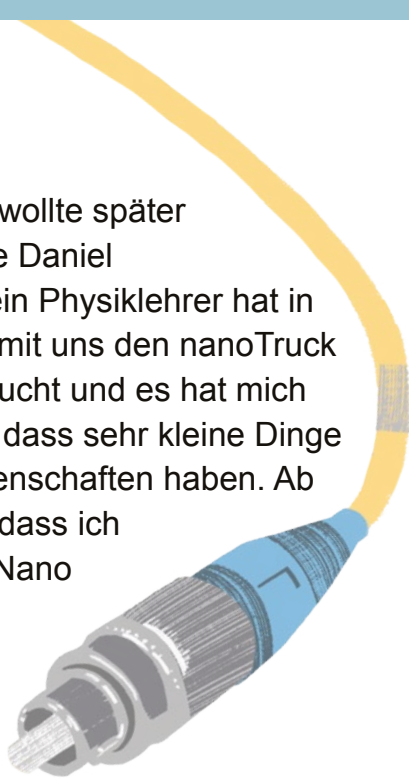 wollte später
e Daniel
ein Physiklehrer hat in
mit uns den nanoTruck
ucht und es hat mich
dass sehr kleine Dinge
enschaften haben. Ab
dass ich
Nano